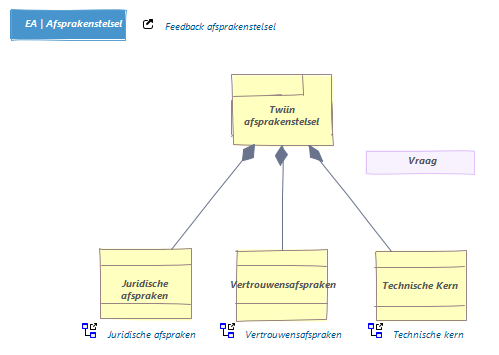 EA | Afsprakenstelsel
Feedback afsprakenstelsel
Twiin
afsprakenstelsel
Vraag
Juridische
afspraken
Vertrouwensafspraken
Technische Kern
Juridische afspraken
Vertrouwensafspraken
Technische kern